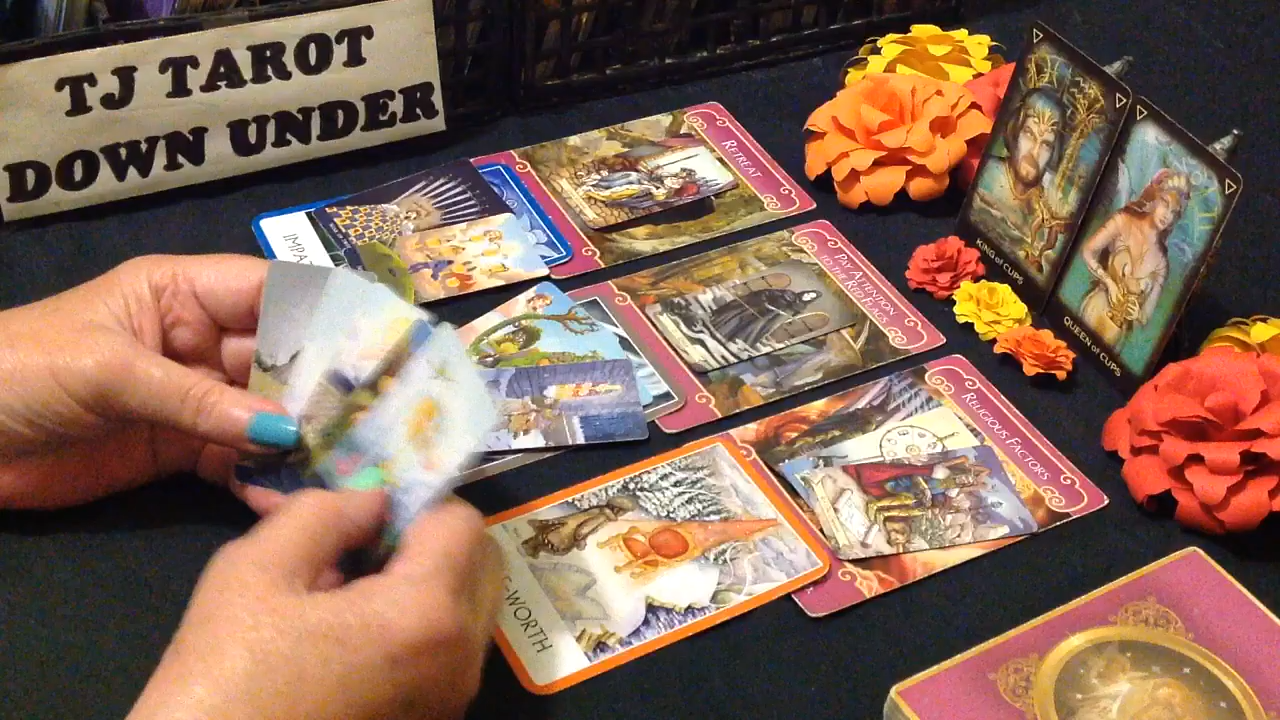 TJ TAROT
DOWN UNDER
RETREAT
PAY ATTENTION
TO THE RED FLAGS
RELIGIOUS FACTORS
KING of CUPS
QUEEN of CUPS